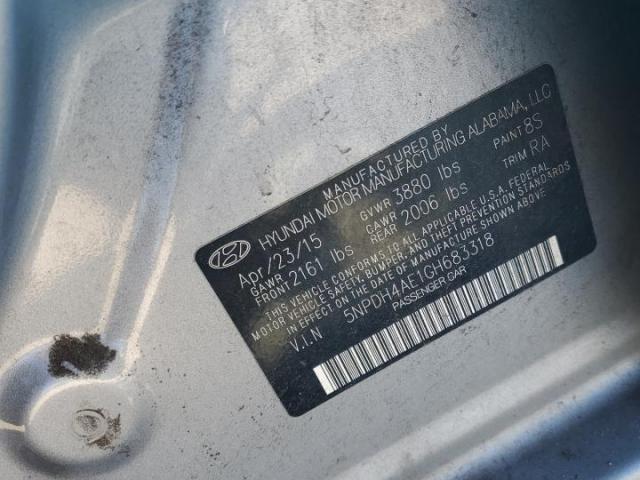 MANUFACTURED BY
HYUNDAI MOTOR MANUFACTURING ALABAMA, LLC
Apr/23/15 GVWR 3880 lbs PAINT 8S
GAWR FRONT 2161 lbs GAWR REAR 2006 lbs TRIM RA
THIS VEHICLE CONFORMS TO ALL APPLICABLE U.S.A. FEDERAL
MOTOR VEHICLE SAFETY, BUMPER, AND THEFT PREVENTION STANDARDS
IN EFFECT ON THE DATE OF MANUFACTURE SHOWN ABOVE.
V.I.N 5NPDH4AE1GH683318
PASSENGER CAR